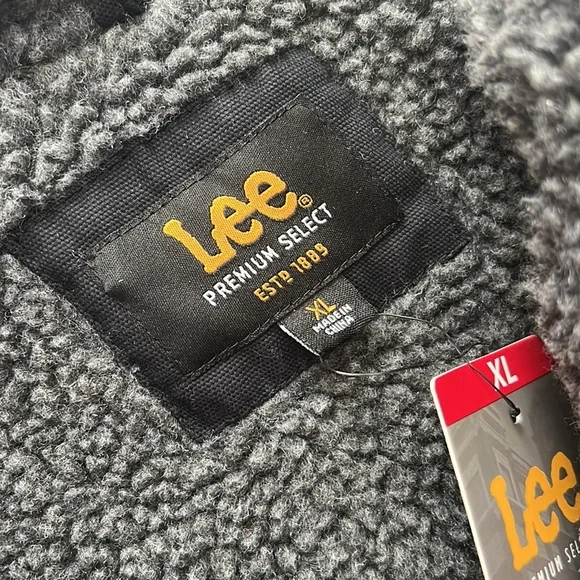 Lee®
PREMIUM SELECT
ESTD 1889
XL
MADE IN
CHINA
XL
Lee